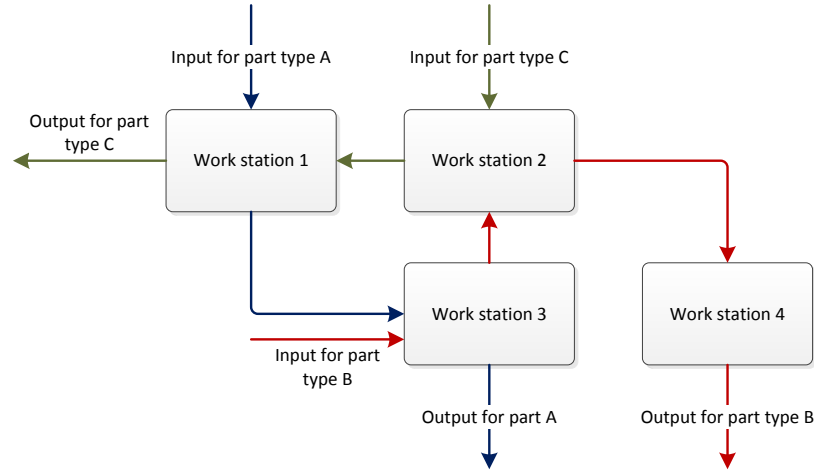 Input for part type A
Input for part type C
Output for part
type C
Work station 1
Work station 2
Work station 3
Work station 4
Input for part
type B
Output for part A
Output for part type B